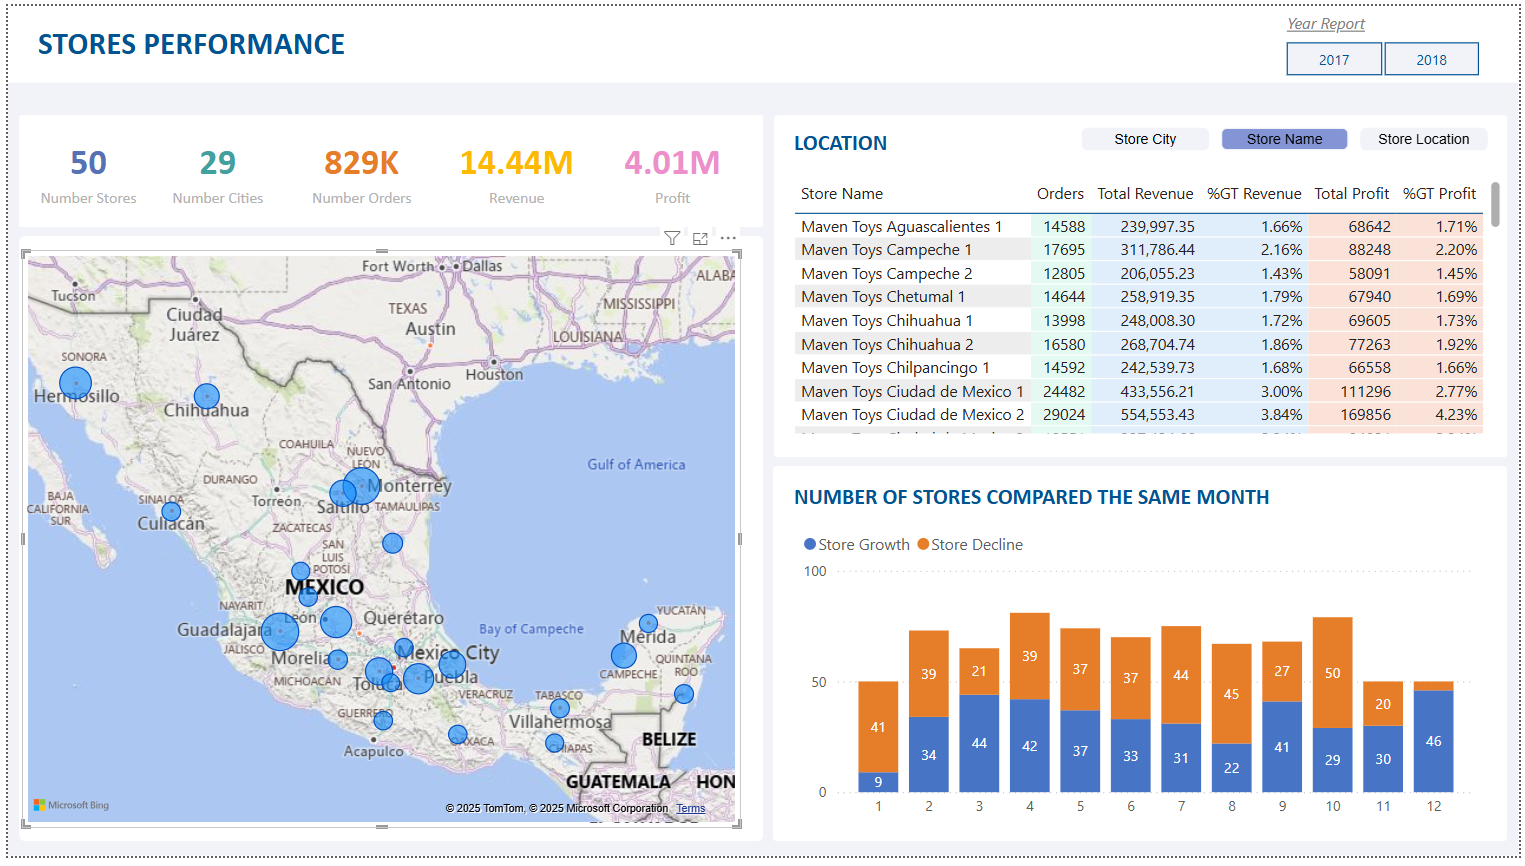 STORES PERFORMANCE
Year Report
2017 2018
50 29 829K 14.44M 4.01M
Number Stores Number Cities Number Orders Revenue Profit
LOCATION
Store City Store Name Store Location
Store Name Orders Total Revenue %GT Revenue Total Profit %GT Profit
Maven Toys Aguascalientes 1 14588 239,997.35 1.66% 68642 1.71%
Maven Toys Campeche 1 17695 311,786.44 2.16% 88248 2.20%
Maven Toys Campeche 2 12805 206,055.23 1.43% 58091 1.45%
Maven Toys Chetumal 1 14644 258,919.35 1.79% 67940 1.69%
Maven Toys Chihuahua 1 13998 248,008.30 1.72% 69605 1.73%
Maven Toys Chihuahua 2 16580 268,704.74 1.86% 77263 1.92%
Maven Toys Chilpancingo 1 14592 242,539.73 1.68% 66558 1.66%
Maven Toys Ciudad de Mexico 1 24482 433,556.21 3.00% 111296 2.77%
Maven Toys Ciudad de Mexico 2 29024 554,553.43 3.84% 169856 4.23%
Fort Worth Dallas
ALABA
Tucson
MISSISSIPPI
TEXAS
Ciudad
Juárez
Austin
LOUISIANA
SONORA
Houston
San Antonio
Hermosillo
Chihuahua
COAHUILA
NUEVO
LEÓN
Gulf of America
DURANGO
Monterrey
BAJA
CALIFORNIA
SUR
SINALOA
Torreón
Saltillo
TAMAULIPAS
Culiacán
ZACATECAS
SAN
LUIS
POTOSÍ
MEXICO
NAYARIT
León
Querétaro
YUCATÁN
Guadalajara
Bay of Campeche
Mérida
JALISCO
Morelia
Mexico City
QUINTANA
ROO
CAMPECHE
MICHOACÁN
Toluca
Puebla
VERACRUZ
TABASCO
GUERRERO
Villahermosa
OAXACA
BELIZE
Acapulco
CHIAPAS
GUATEMALA
HON
Microsoft Bing
© 2025 TomTom, © 2025 Microsoft Corporation Terms
NUMBER OF STORES COMPARED THE SAME MONTH
Store Growth Store Decline
100
50
0
41 39 21 39 37 37 44 45 27 50 20
9 34 44 42 37 33 31 22 41 29 30 46
1 2 3 4 5 6 7 8 9 10 11 12